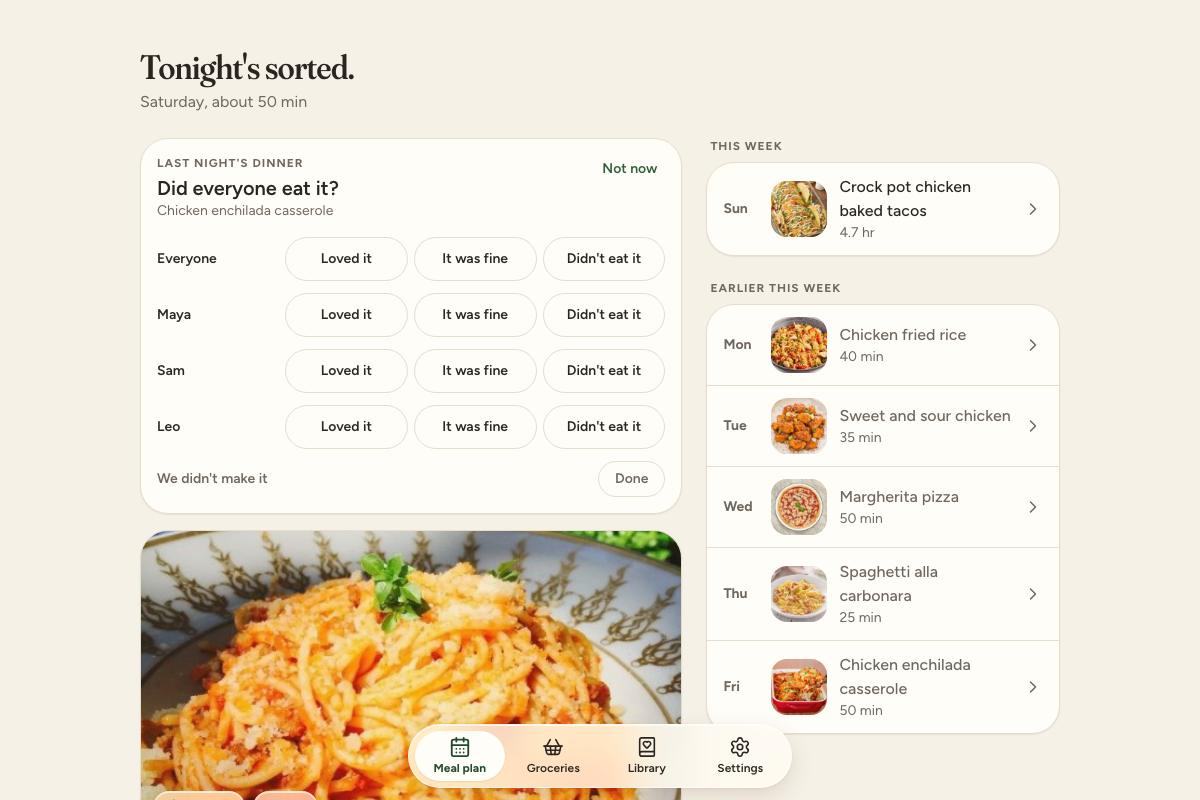 Tonight's sorted.
Saturday, about 50 min
LAST NIGHT'S DINNER
Not now
Did everyone eat it?
Chicken enchilada casserole
Everyone
Loved it
It was fine
Didn't eat it
Maya
Loved it
It was fine
Didn't eat it
Sam
Loved it
It was fine
Didn't eat it
Leo
Loved it
It was fine
Didn't eat it
We didn't make it
Done
THIS WEEK
Sun
Crock pot chicken
baked tacos
4.7 hr
EARLIER THIS WEEK
Mon
Chicken fried rice
40 min
Tue
Sweet and sour chicken
35 min
Wed
Margherita pizza
50 min
Thu
Spaghetti alla
carbonara
25 min
Fri
Chicken enchilada
casserole
50 min
Meal plan
Groceries
Library
Settings